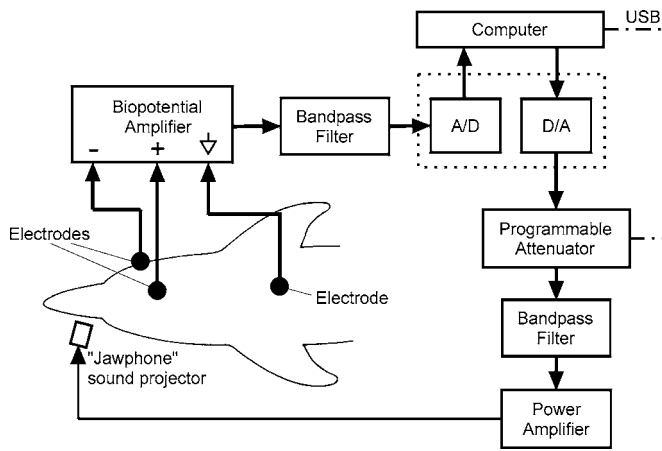 Computer
USB
Biopotential
Amplifier
- +
Bandpass
Filter
A/D
D/A
Electrodes
Electrode
Programmable
Attenuator
"Jawphone"
sound projector
Bandpass
Filter
Power
Amplifier